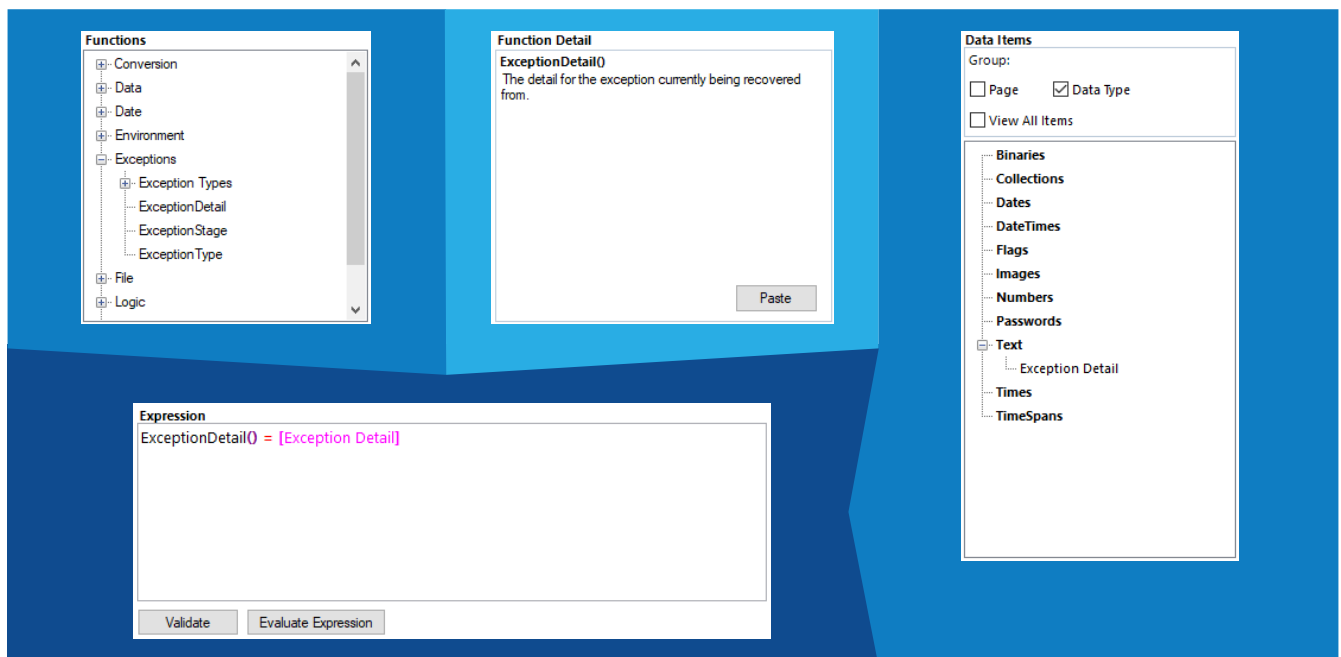 Functions
Conversion
Data
Date
Environment
Exceptions
Exception Types
ExceptionDetail
ExceptionStage
ExceptionType
File
Logic
Function Detail
ExceptionDetail()
The detail for the exception currently being recovered
from.
Paste
Data Items
Group:
Page
Data Type
View All Items
Binaries
Collections
Dates
DateTimes
Flags
Images
Numbers
Passwords
Text
Exception Detail
Times
TimeSpans
Expression
ExceptionDetail() = [Exception Detail]
Validate
Evaluate Expression